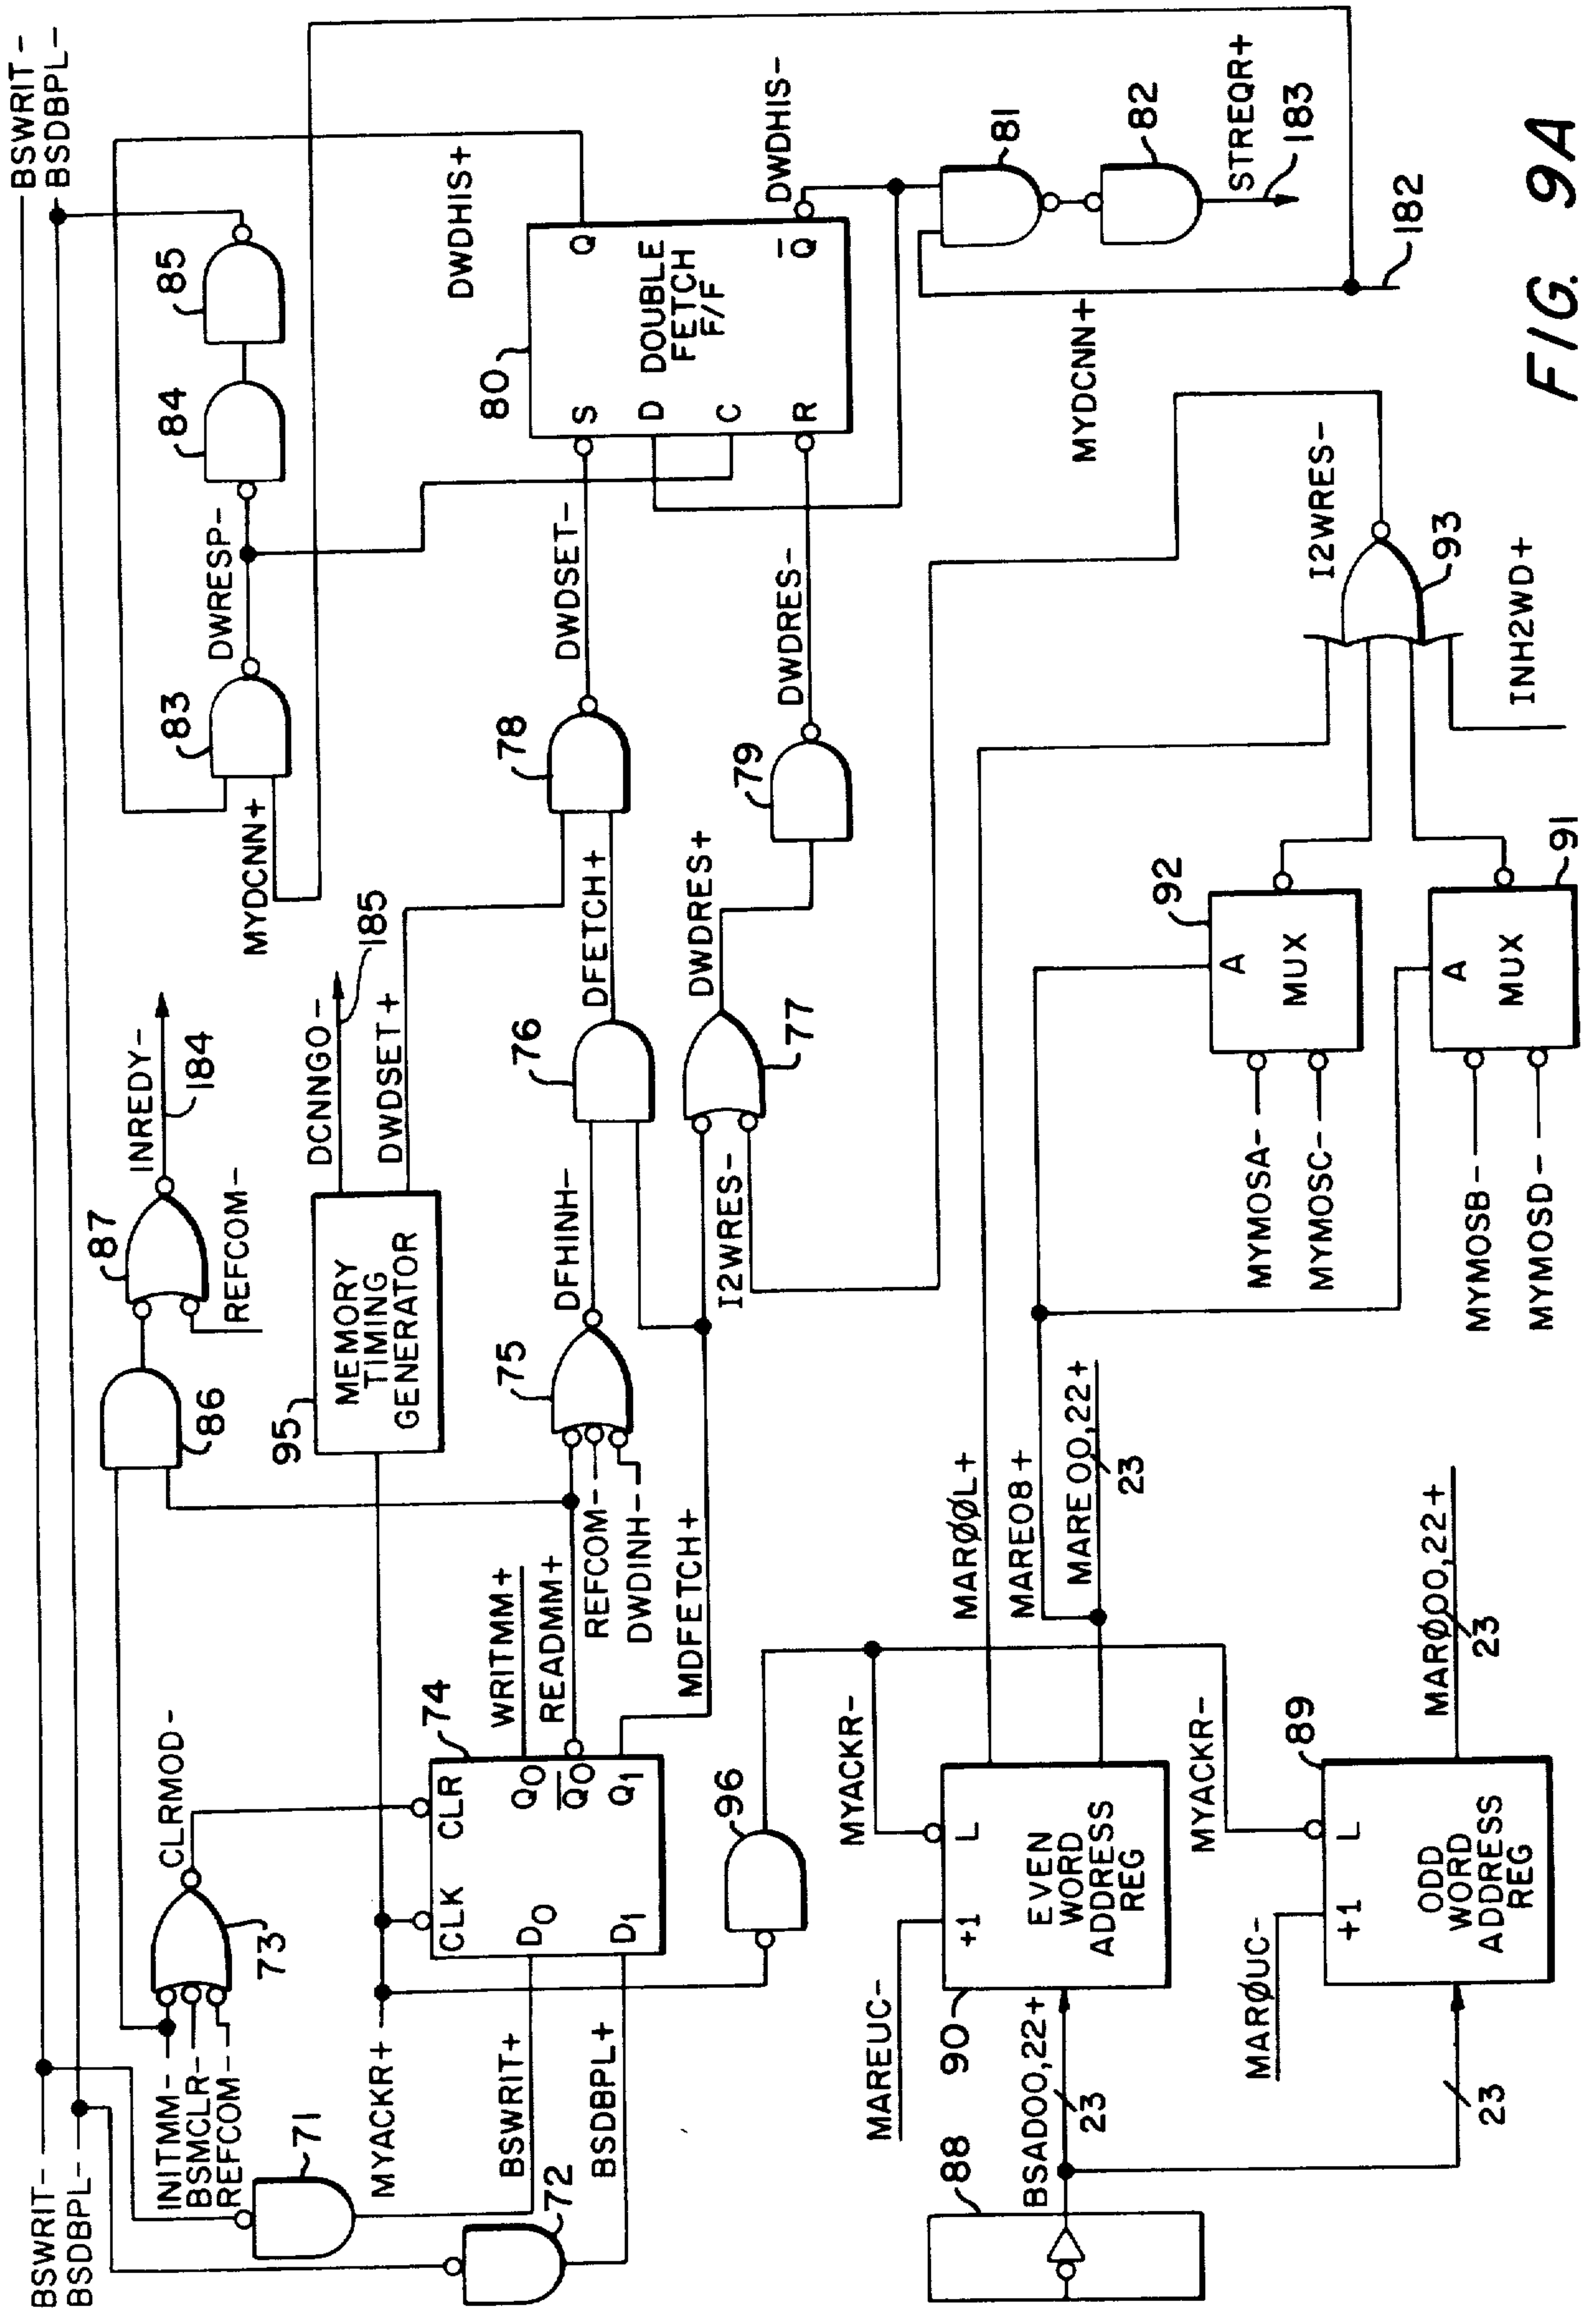 BSWRIT-
BSDBPL-
BSWRIT-
BSDBPL-
INITMM-
BSMCLR-
REFCOM-
73
CLRMOD-
71
72
MYACKR+
BSWRIT+
BSDBPL+
CLK
CLR
D0
D1
Q0
Q0
Q1
74
WRITMM+
READMM+
REFCOM-
DWDINH-
MDFETCH+
86
87
INREDY-
184
REFCOM-
95
MEMORY
TIMING
GENERATOR
DCNNGO-
185
DWDSET+
75
DFHINH-
76
DFETCH+
I2WRES-
77
DWDRES+
78
DWDSET-
79
DWDRES-
MYDCNN+
83
DWRESP-
84
85
DWDHIS+
80
S
D
C
R
DOUBLE
FETCH
F/F
Q
Q
DWDHIS-
81
82
STREQR+
183
182
MYDCNN+
96
88
BSAD00,22+
23
23
MAREUC-
90
+1
L
EVEN
WORD
ADDRESS
REG
MYACKR-
MARØUC-
+1
L
89
ODD
WORD
ADDRESS
REG
MYACKR-
MARØØL+
MARE08+
MARE00,22+
23
MARØ00,22+
23
MYMOSA-
MYMOSC-
A
MUX
92
MYMOSB-
MYMOSD-
A
MUX
91
I2WRES-
93
INH2WD+
FIG. 9A